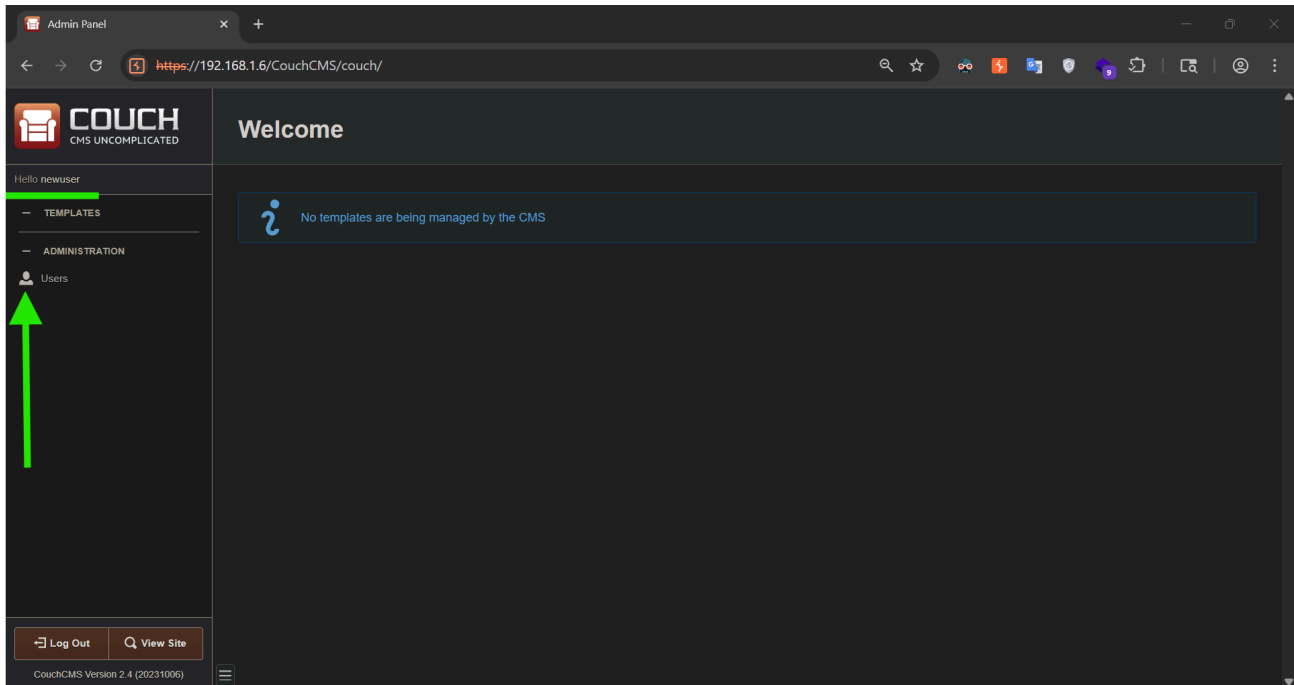 Admin Panel
https://192.168.1.6/CouchCMS/couch/
9
COUCH
CMS UNCOMPLICATED
Welcome
Hello newuser
TEMPLATES
No templates are being managed by the CMS
ADMINISTRATION
Users
Log Out
View Site
CouchCMS Version 2.4 (20231006)